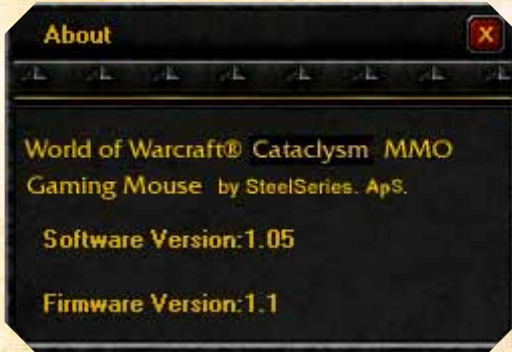 About
X
World of Warcraft® Cataclysm MMO
Gaming Mouse by SteelSeries. ApS.
Software Version:1.05
Firmware Version:1.1